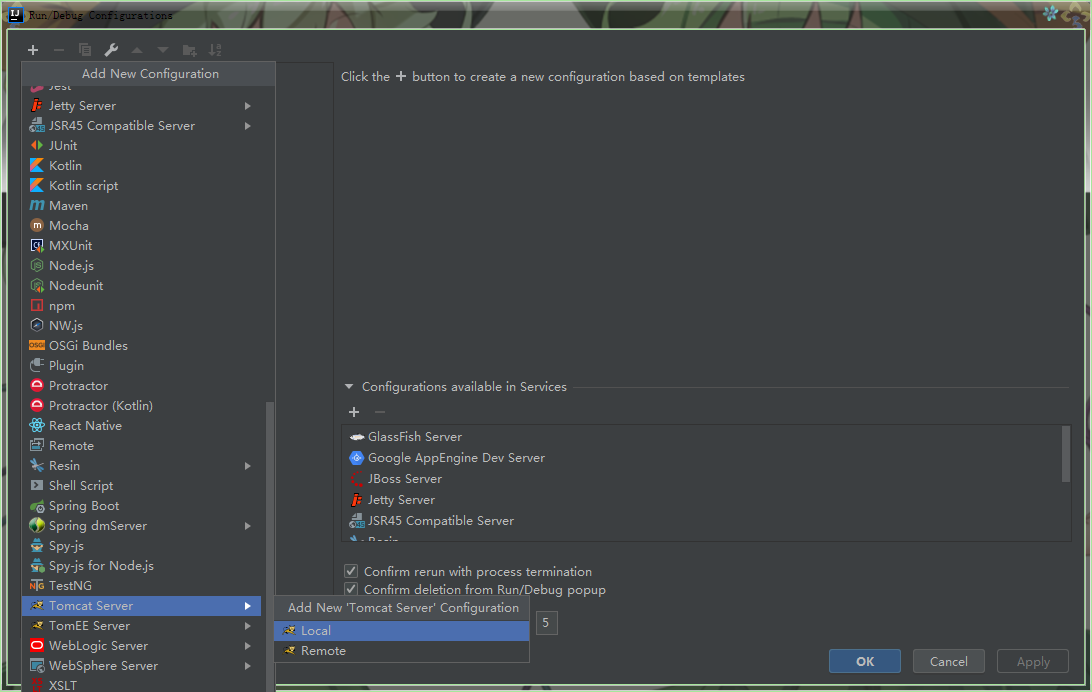 Run/Debug Configurations
Add New Configuration
Jest
Jetty Server
JSR45 Compatible Server
JUnit
Kotlin
Kotlin script
Maven
Mocha
MXUnit
Node.js
Nodeunit
npm
NW.js
OSGi Bundles
Plugin
Protractor
Protractor (Kotlin)
React Native
Remote
Resin
Shell Script
Spring Boot
Spring dmServer
Spy-js
Spy-js for Node.js
TestNG
Tomcat Server
TomEE Server
WebLogic Server
WebSphere Server
XSLT
Add New 'Tomcat Server' Configuration
Local
Remote
Click the + button to create a new configuration based on templates
Configurations available in Services
GlassFish Server
Google AppEngine Dev Server
JBoss Server
Jetty Server
JSR45 Compatible Server
Resin
Confirm rerun with process termination
Confirm deletion from Run/Debug popup
5
OK
Cancel
Apply